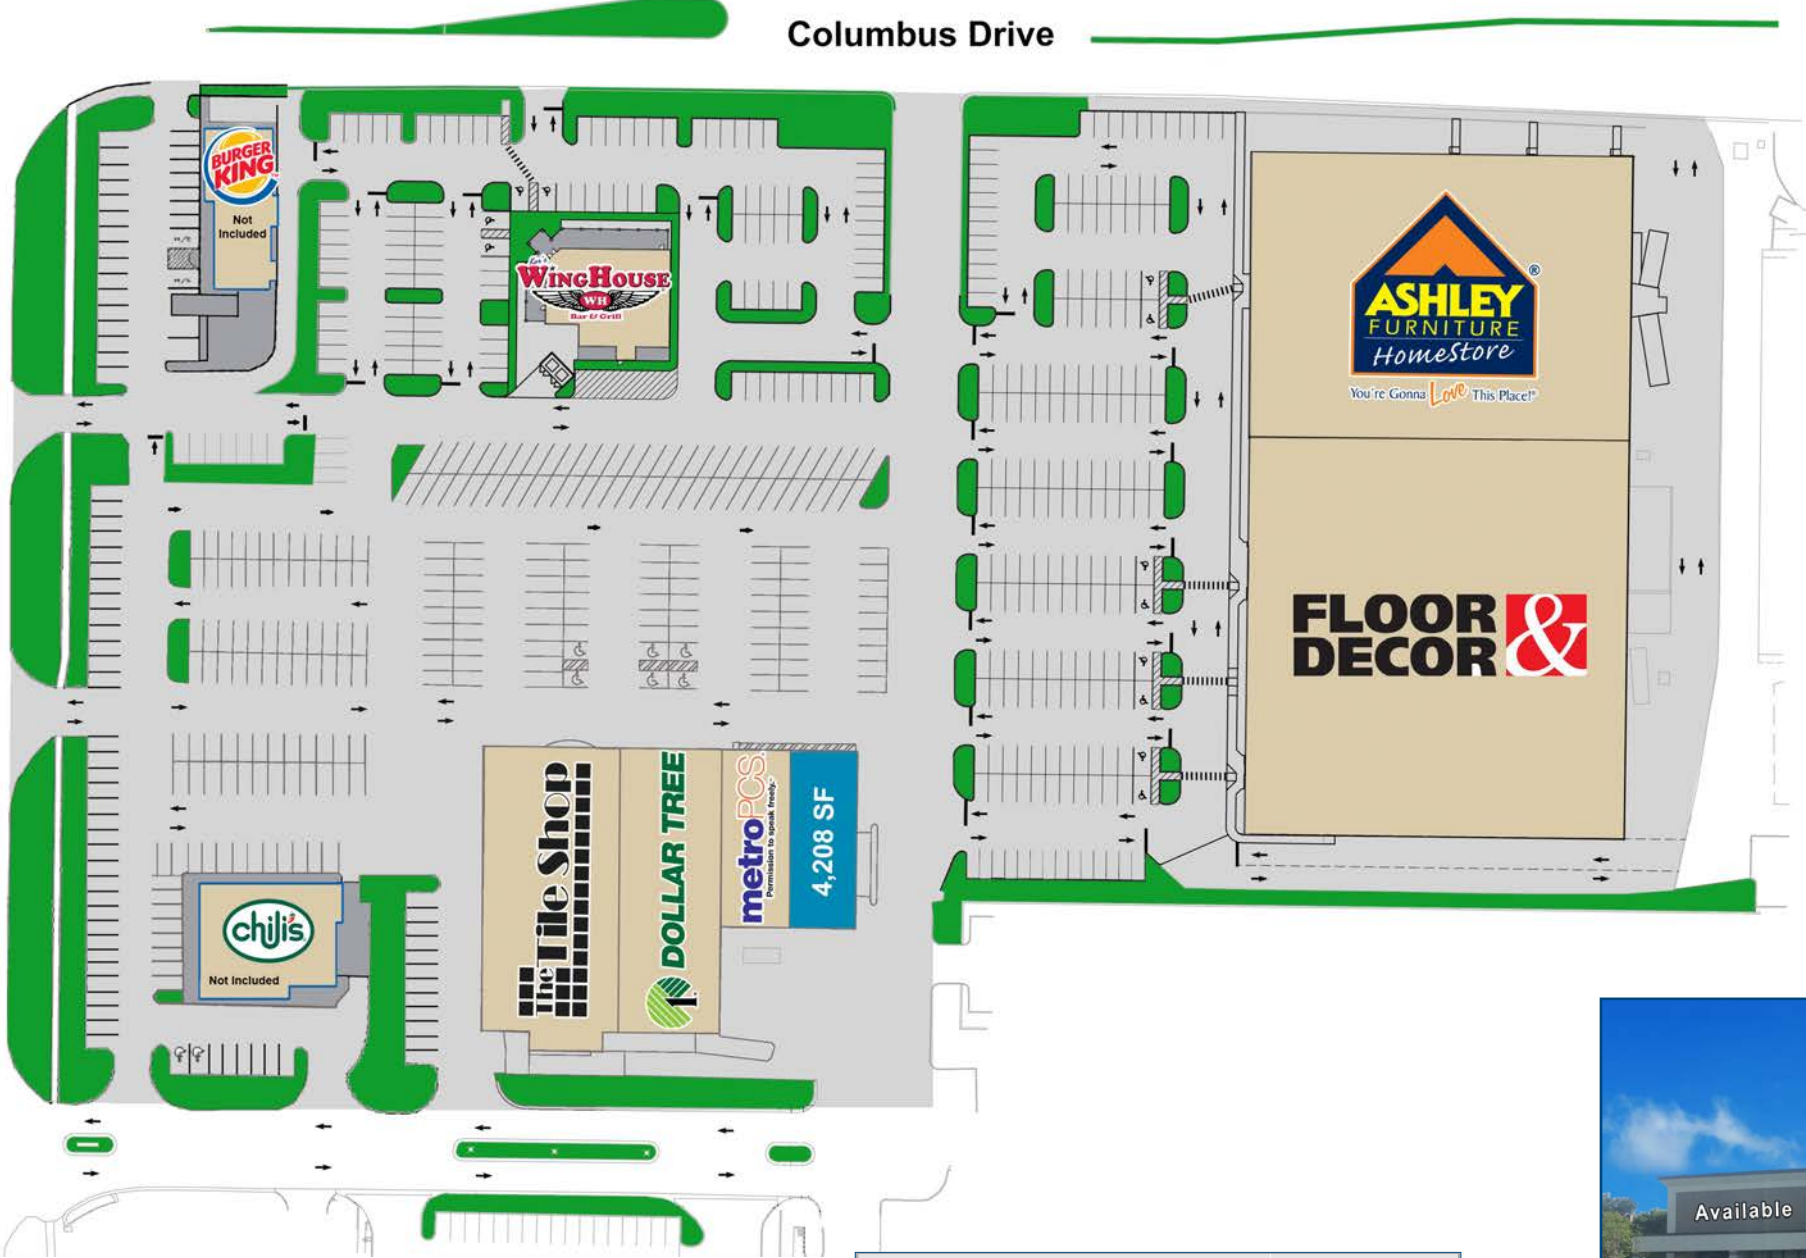 Columbus Drive
BURGER
KING
Not
Included
WINGHOUSE
WH
Bar & Grill
ASHLEY
®
FURNITURE
HomeStore
You're Gonna Love This Place!®
FLOOR &
DECOR
The Tile Shop
DOLLAR TREE
1
metroPCS.
Permission to speak freely.
4,208 SF
chili's
Not Included
Available